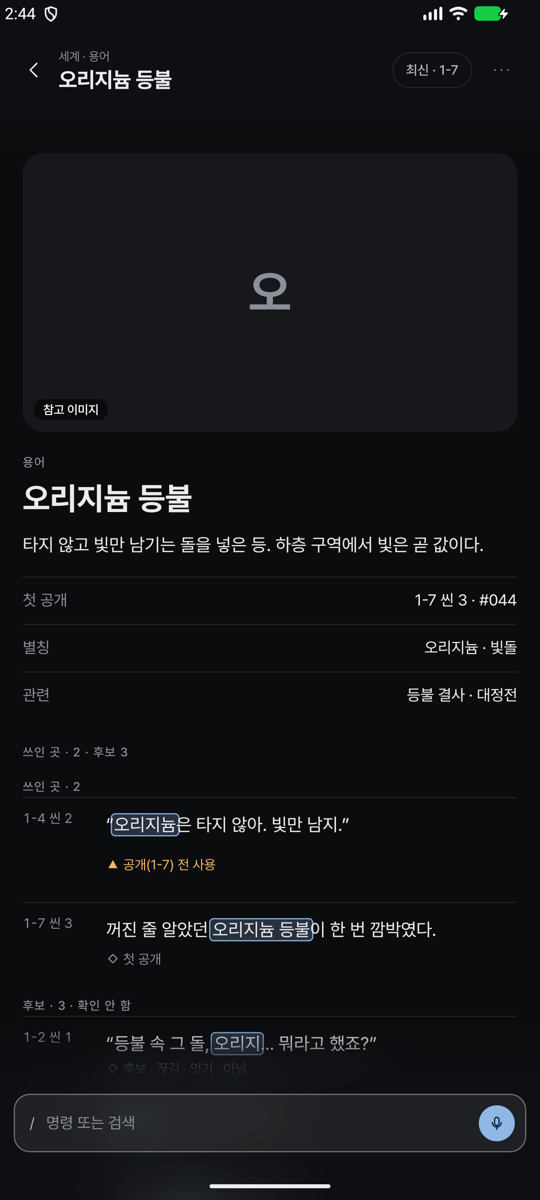 2:44
세계 · 용어
오리지늄 등불
최신 · 1-7
···
오
참고 이미지
용어
오리지늄 등불
타지 않고 빛만 남기는 돌을 넣은 등. 하층 구역에서 빛은 곧 값이다.
첫 공개 1-7 씬 3 · #044
별칭 오리지늄 · 빛돌
관련 등불 결사 · 대정전
쓰인 곳 · 2 · 후보 3
쓰인 곳 · 2
1-4 씬 2 “오리지늄은 타지 않아. 빛만 남지.”
▲ 공개(1-7) 전 사용
1-7 씬 3 꺼진 줄 알았던 오리지늄 등불이 한 번 깜박였다.
◇ 첫 공개
후보 · 3 · 확인 안 함
1-2 씬 1 “등불 속 그 돌, 오리지… 뭐라고 했죠?”
◇ 후보 · 끊김 · 잇기 · 아님
/ 명령 또는 검색